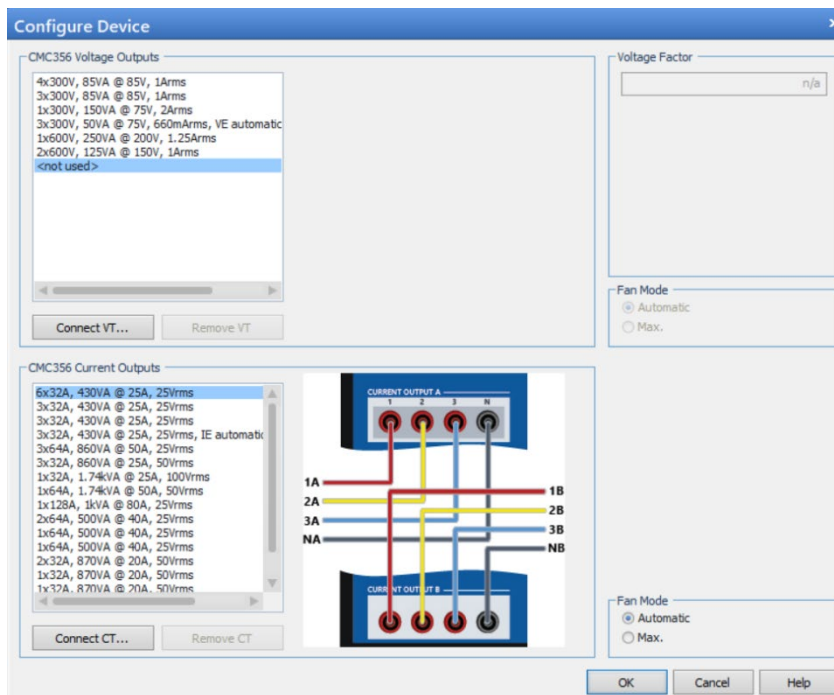 Configure Device
CMC356 Voltage Outputs
4x300V, 85VA @ 85V, 1Arms
3x300V, 85VA @ 85V, 1Arms
1x300V, 150VA @ 75V, 2Arms
3x300V, 50VA @ 75V, 660mArms, VE automatic
1x600V, 250VA @ 200V, 1.25Arms
2x600V, 125VA @ 150V, 1Arms
<not used>
Connect VT...
Remove VT
Voltage Factor
n/a
Fan Mode
Automatic
Max.
CMC356 Current Outputs
6x32A, 430VA @ 25A, 25Vrms
3x32A, 430VA @ 25A, 25Vrms
3x32A, 430VA @ 25A, 25Vrms
3x32A, 430VA @ 25A, 25Vrms, IE automatic
3x64A, 860VA @ 50A, 25Vrms
3x32A, 860VA @ 25A, 50Vrms
1x32A, 1.74kVA @ 25A, 100Vrms
1x64A, 1.74kVA @ 50A, 50Vrms
1x128A, 1kVA @ 80A, 25Vrms
2x64A, 500VA @ 40A, 25Vrms
1x64A, 500VA @ 40A, 25Vrms
1x64A, 500VA @ 40A, 25Vrms
2x32A, 870VA @ 20A, 50Vrms
1x32A, 870VA @ 20A, 50Vrms
1x32A, 870VA @ 20A, 50Vrms
Connect CT...
Remove CT
CURRENT OUTPUT A
1 2 3 N
1A
2A
3A
NA
1B
2B
3B
NB
CURRENT OUTPUT B
Fan Mode
Automatic
Max.
OK
Cancel
Help